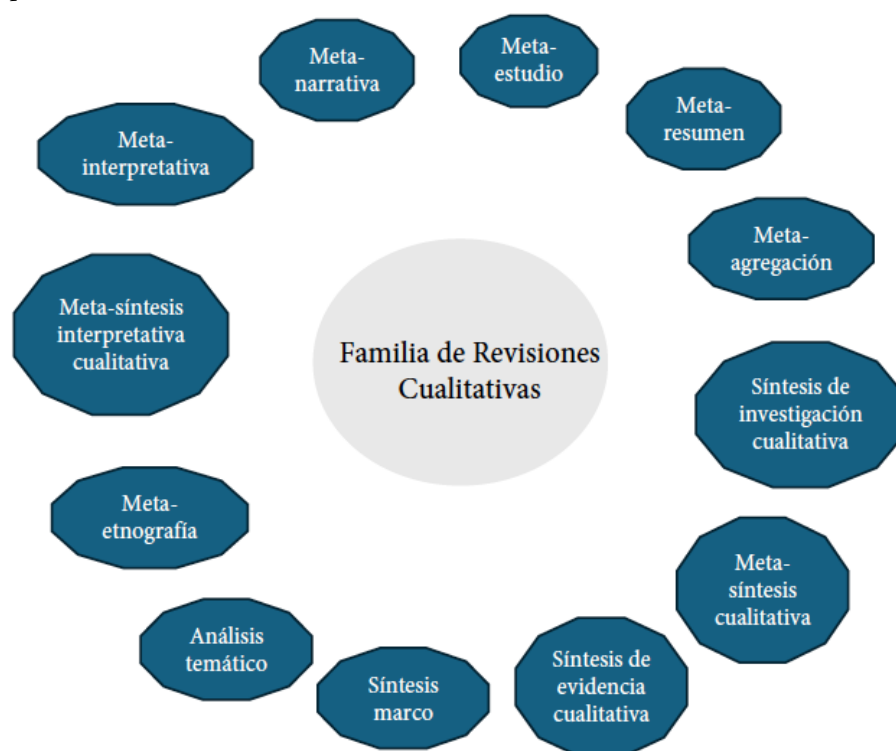 Meta-
narrativa
Meta-
estudio
Meta-
resumen
Meta-
interpretativa
Meta-
agregación
Meta-síntesis
interpretativa
cualitativa
Familia de Revisiones
Cualitativas
Síntesis de
investigación
cualitativa
Meta-
etnografía
Meta-
síntesis
cualitativa
Análisis
temático
Síntesis
marco
Síntesis de
evidencia
cualitativa